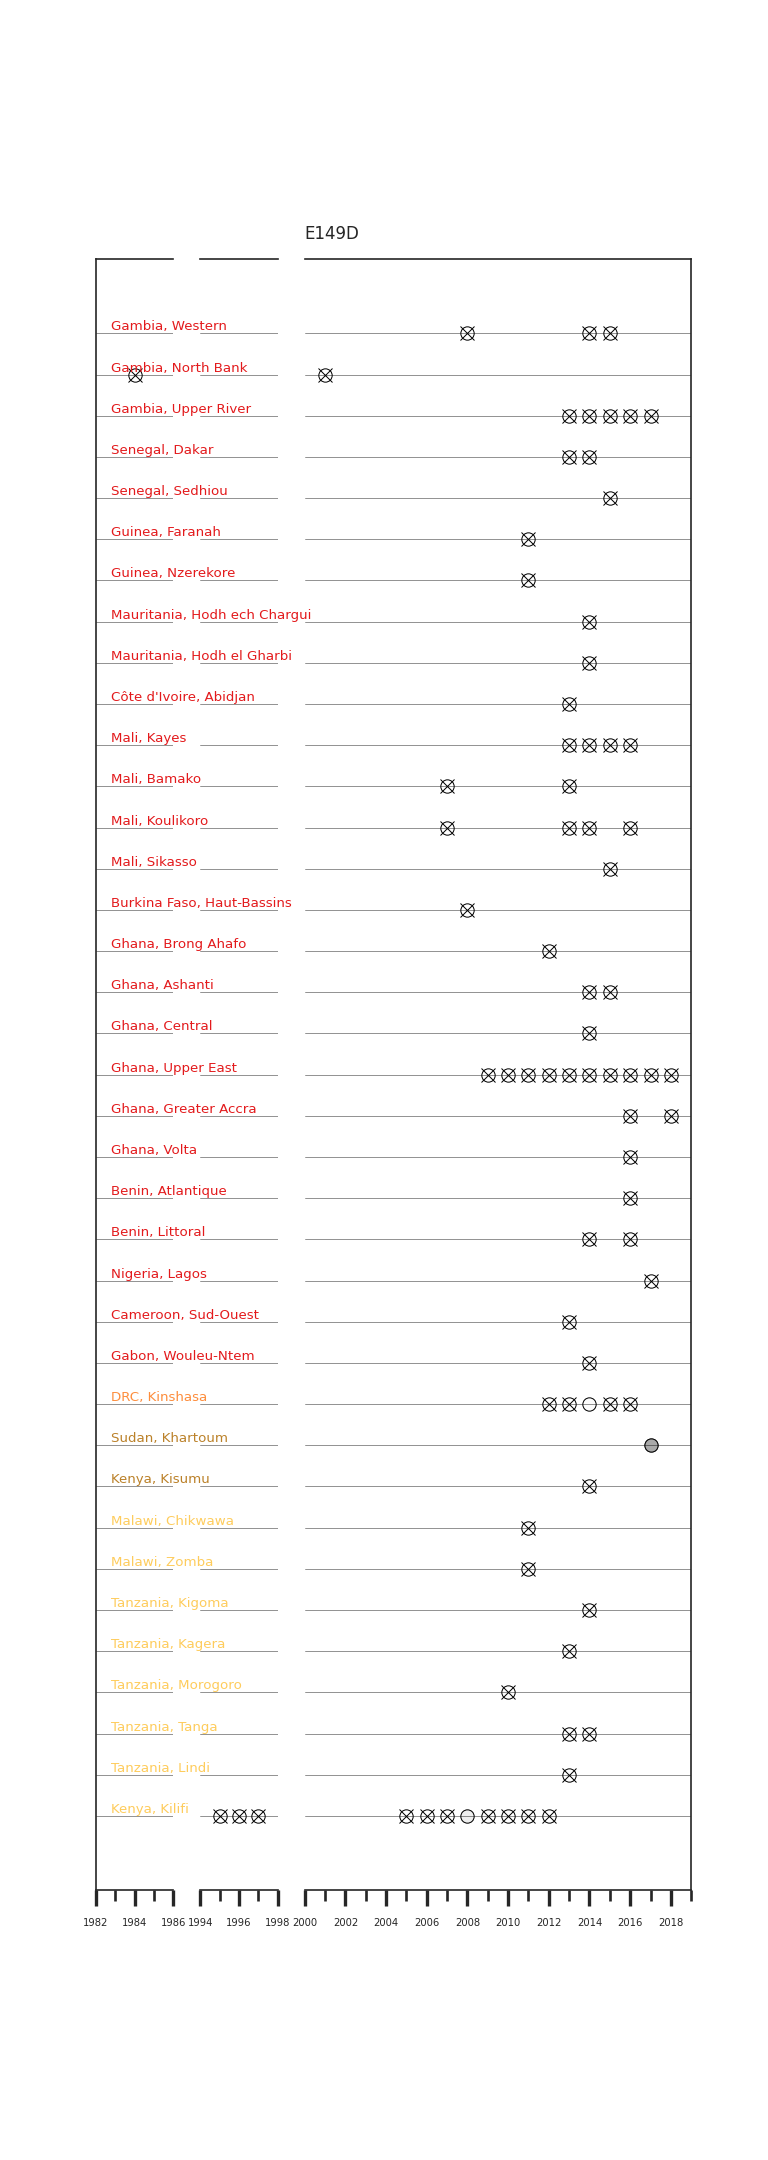 E149D
Gambia, Western
Gambia, North Bank
Gambia, Upper River
Senegal, Dakar
Senegal, Sedhiou
Guinea, Faranah
Guinea, Nzerekore
Mauritania, Hodh ech Chargui
Mauritania, Hodh el Gharbi
Côte d'Ivoire, Abidjan
Mali, Kayes
Mali, Bamako
Mali, Koulikoro
Mali, Sikasso
Burkina Faso, Haut-Bassins
Ghana, Brong Ahafo
Ghana, Ashanti
Ghana, Central
Ghana, Upper East
Ghana, Greater Accra
Ghana, Volta
Benin, Atlantique
Benin, Littoral
Nigeria, Lagos
Cameroon, Sud-Ouest
Gabon, Wouleu-Ntem
DRC, Kinshasa
Sudan, Khartoum
Kenya, Kisumu
Malawi, Chikwawa
Malawi, Zomba
Tanzania, Kigoma
Tanzania, Kagera
Tanzania, Morogoro
Tanzania, Tanga
Tanzania, Lindi
Kenya, Kilifi
1982 1984 1986 1994 1996 1998 2000 2002 2004 2006 2008 2010 2012 2014 2016 2018